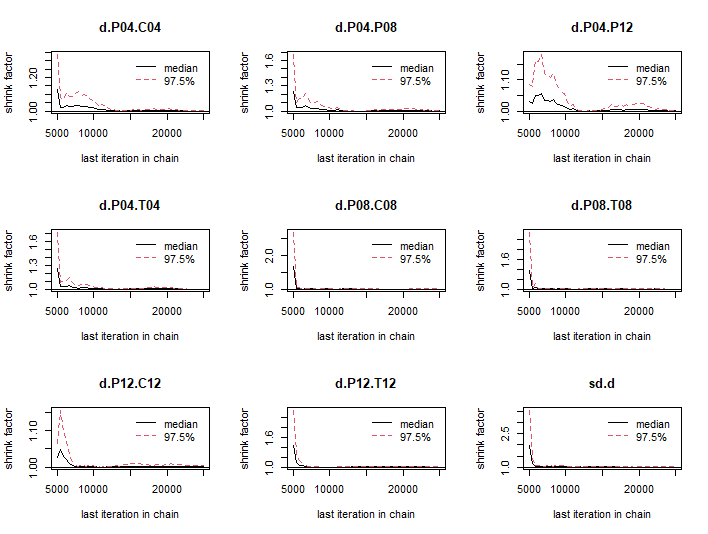 d.P04.C04
shrink factor
1.00 1.20
median
97.5%
5000 10000 20000
last iteration in chain
d.P04.P08
shrink factor
1.0 1.3 1.6
median
97.5%
5000 10000 20000
last iteration in chain
d.P04.P12
shrink factor
1.00 1.10
median
97.5%
5000 10000 20000
last iteration in chain
d.P04.T04
shrink factor
1.0 1.3 1.6
median
97.5%
5000 10000 20000
last iteration in chain
d.P08.C08
shrink factor
1.0 2.0
median
97.5%
5000 10000 20000
last iteration in chain
d.P08.T08
shrink factor
1.0 1.6
median
97.5%
5000 10000 20000
last iteration in chain
d.P12.C12
shrink factor
1.00 1.10
median
97.5%
5000 10000 20000
last iteration in chain
d.P12.T12
shrink factor
1.0 1.6
median
97.5%
5000 10000 20000
last iteration in chain
sd.d
shrink factor
1.0 2.5
median
97.5%
5000 10000 20000
last iteration in chain